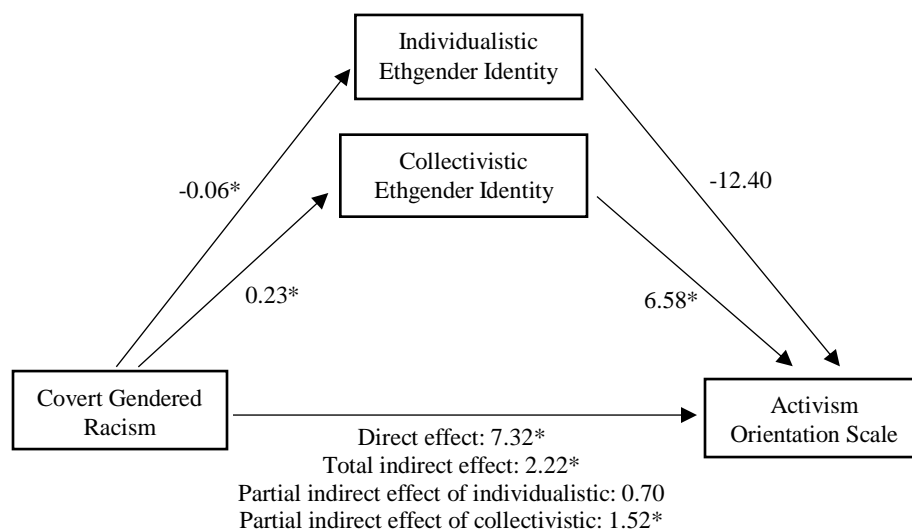 Individualistic
Ethgender Identity
Collectivistic
Ethgender Identity
-0.06*
-12.40
0.23*
6.58*
Covert Gendered
Racism
Activism
Orientation Scale
Direct effect: 7.32*
Total indirect effect: 2.22*
Partial indirect effect of individualistic: 0.70
Partial indirect effect of collectivistic: 1.52*